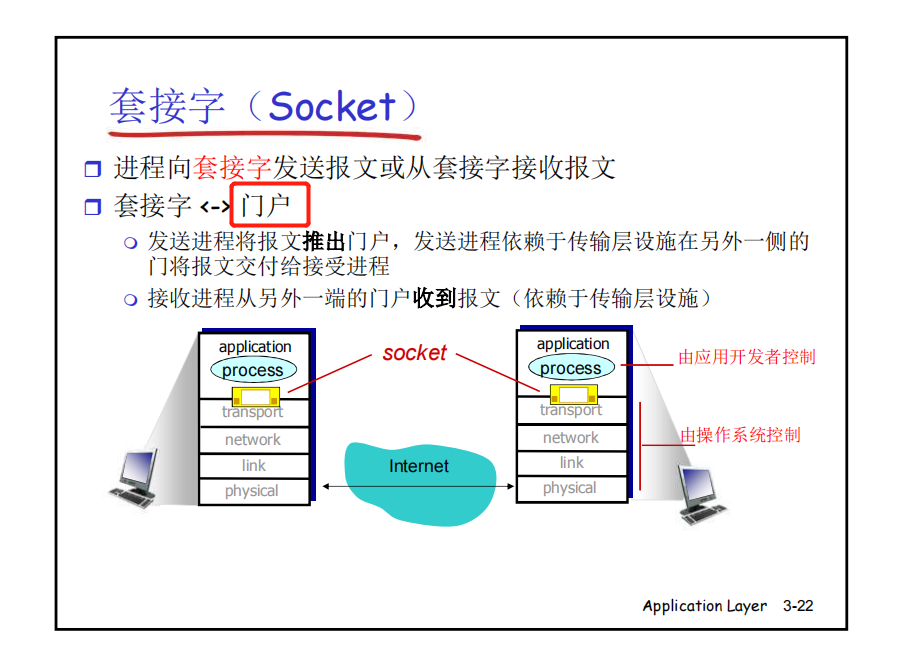 套接字（Socket）
进程向套接字发送报文或从套接字接收报文
套接字 <-> 门户
发送进程将报文推出门户，发送进程依赖于传输层设施在另外一侧的
门将报文交付给接受进程
接收进程从另外一端的门户收到报文（依赖于传输层设施）
application
process
transport
network
link
physical
socket
Internet
application
process
transport
network
link
physical
由应用开发者控制
由操作系统控制
Application Layer 3-22